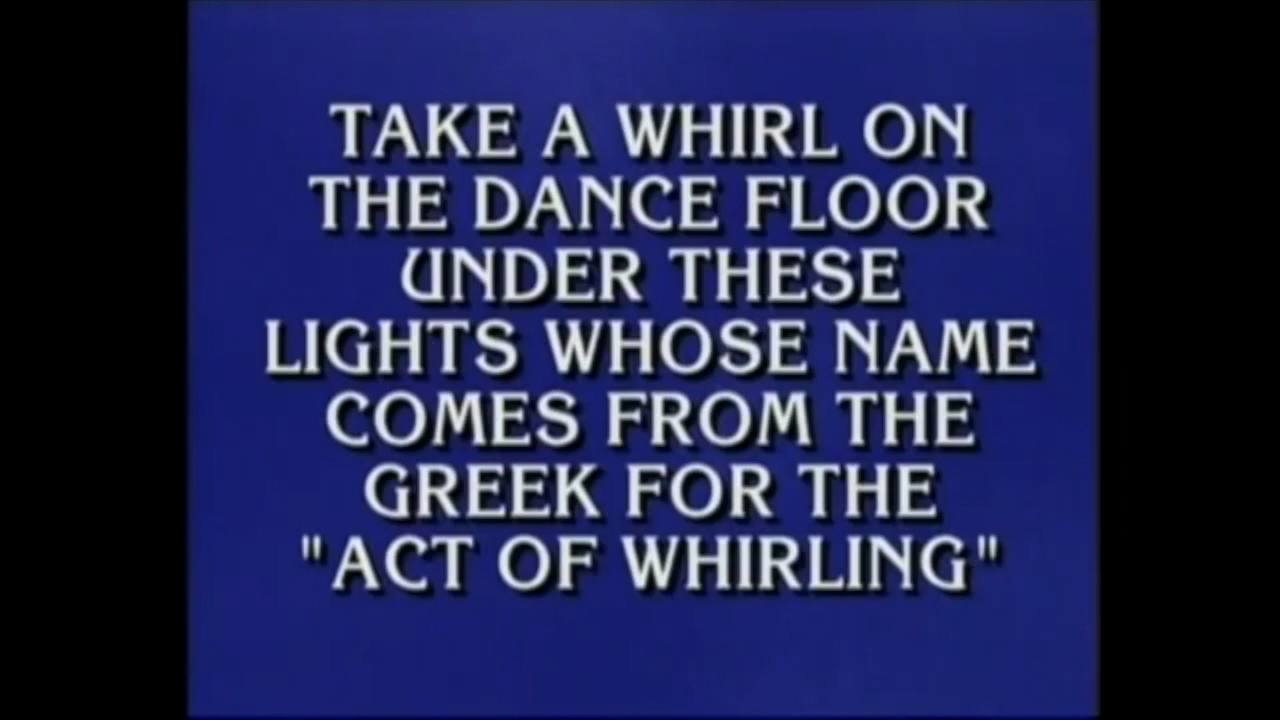 TAKE A WHIRL ON
THE DANCE FLOOR
UNDER THESE
LIGHTS WHOSE NAME
COMES FROM THE
GREEK FOR THE
"ACT OF WHIRLING"